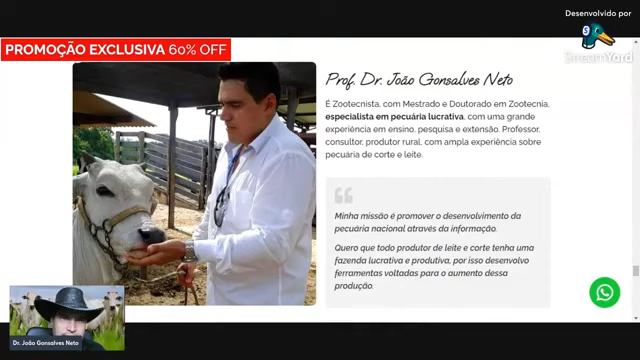 Desenvolvido por
StreamYard
PROMOÇÃO EXCLUSIVA 60% OFF
Prof. Dr. João Gonsalves Neto
É Zootecnista, com Mestrado e Doutorado em Zootecnia,
especialista em pecuária lucrativa, com uma grande
experiência em ensino, pesquisa e extensão. Professor,
consultor, produtor rural, com ampla experiência sobre
pecuária de corte e leite.
Minha missão é promover o desenvolvimento da
pecuária nacional através da informação.
Quero que todo produtor de leite e corte tenha uma
fazenda lucrativa e produtiva, por isso desenvolvo
ferramentas voltadas para o aumento dessa
produção.
Dr. João Gonsalves Neto